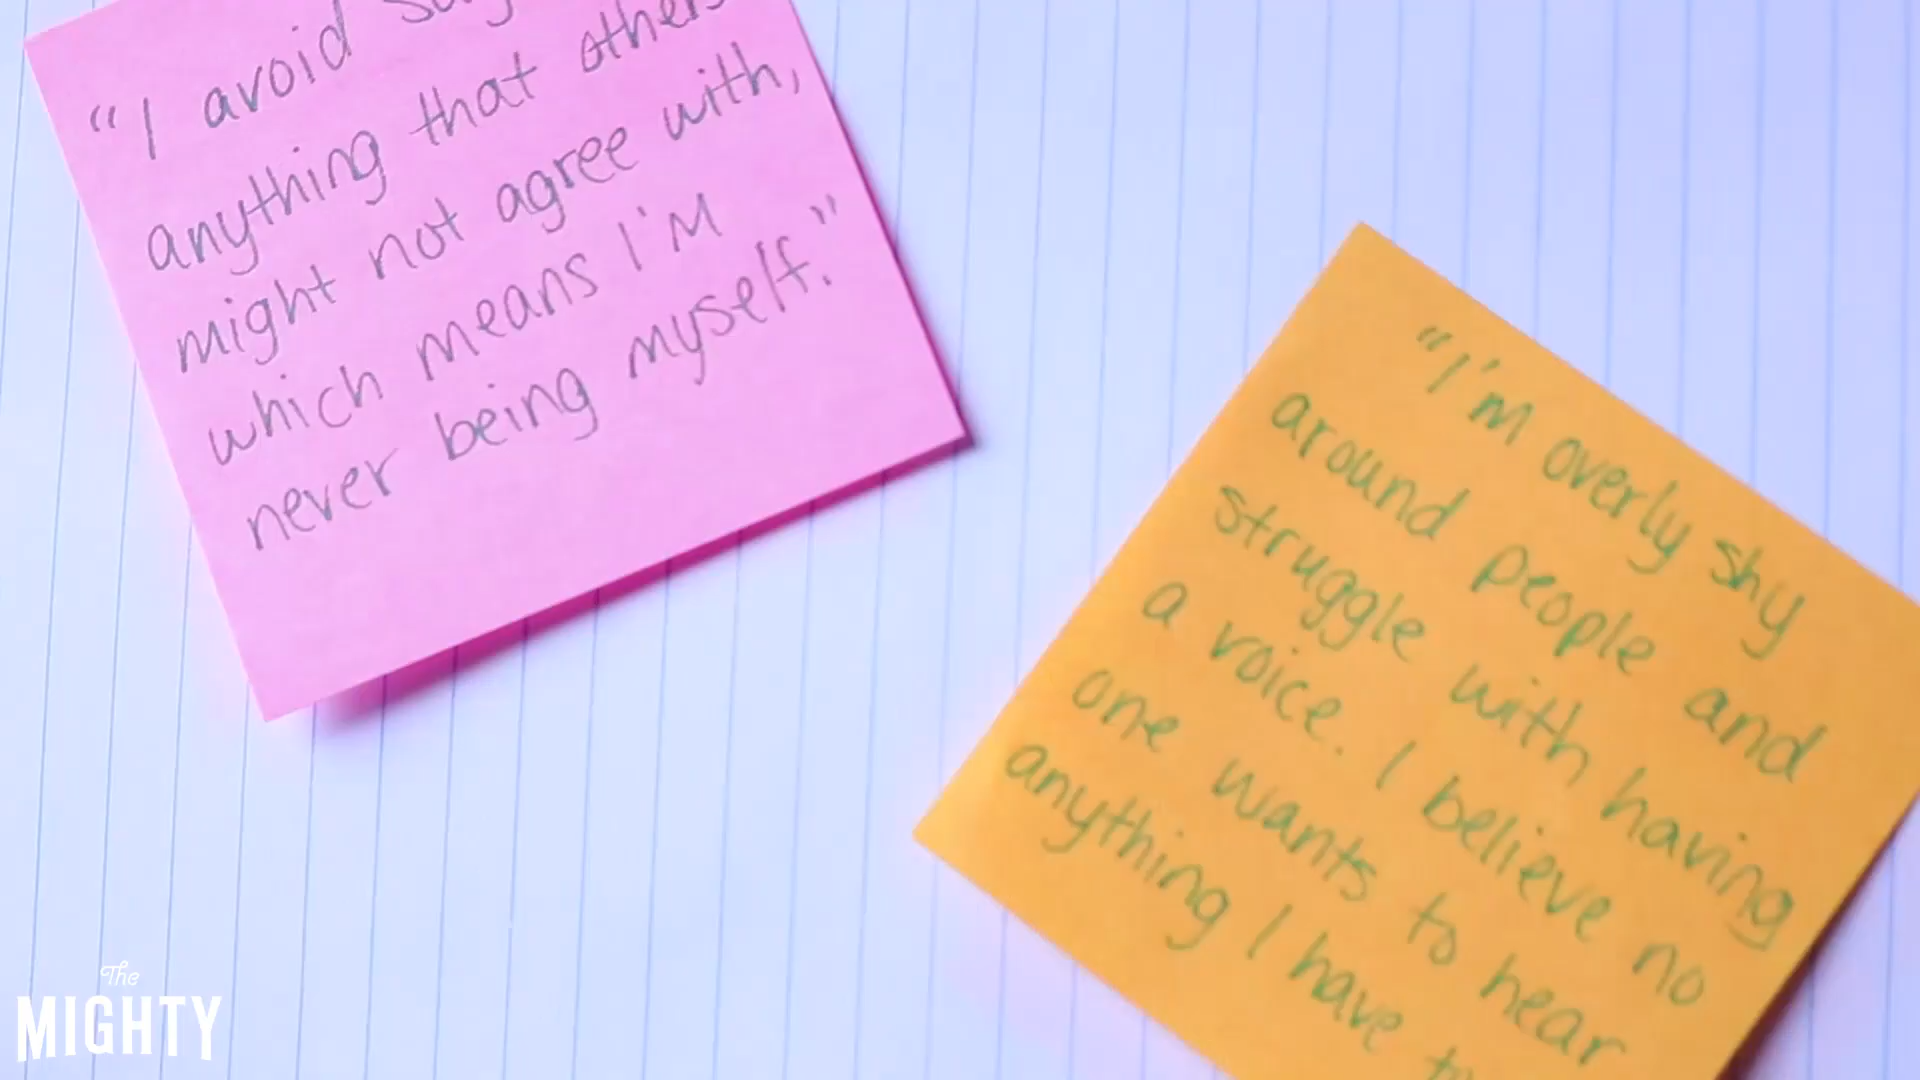 "I avoid
anything that others
might not agree with,
which means I'm
never being myself."
"I'm overly shy
around people and
struggle with having
a voice. I believe no
one wants to hear
anything I have
The
MIGHTY